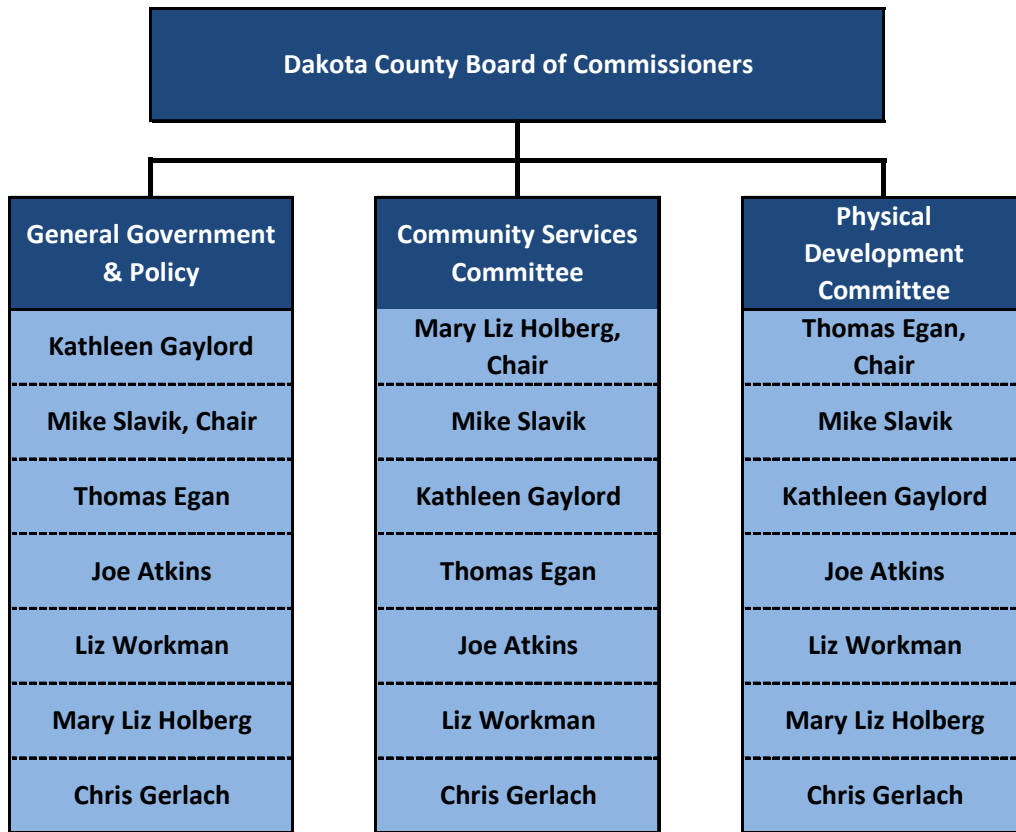 Dakota County Board of Commissioners
General Government
& Policy
Kathleen Gaylord
Mike Slavik, Chair
Thomas Egan
Joe Atkins
Liz Workman
Mary Liz Holberg
Chris Gerlach
Community Services
Committee
Mary Liz Holberg,
Chair
Mike Slavik
Kathleen Gaylord
Thomas Egan
Joe Atkins
Liz Workman
Chris Gerlach
Physical
Development
Committee
Thomas Egan,
Chair
Mike Slavik
Kathleen Gaylord
Joe Atkins
Liz Workman
Mary Liz Holberg
Chris Gerlach